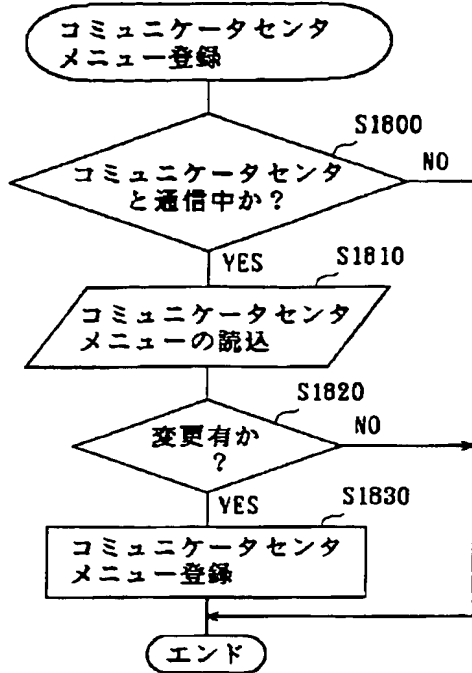 コミュニケータセンタ
メニュー登録
S1800
コミュニケータセンタ
と通信中か?
NO
YES
S1810
コミュニケータセンタ
メニューの読込
S1820
変更有か
?
NO
YES
S1830
コミュニケータセンタ
メニュー登録
エンド